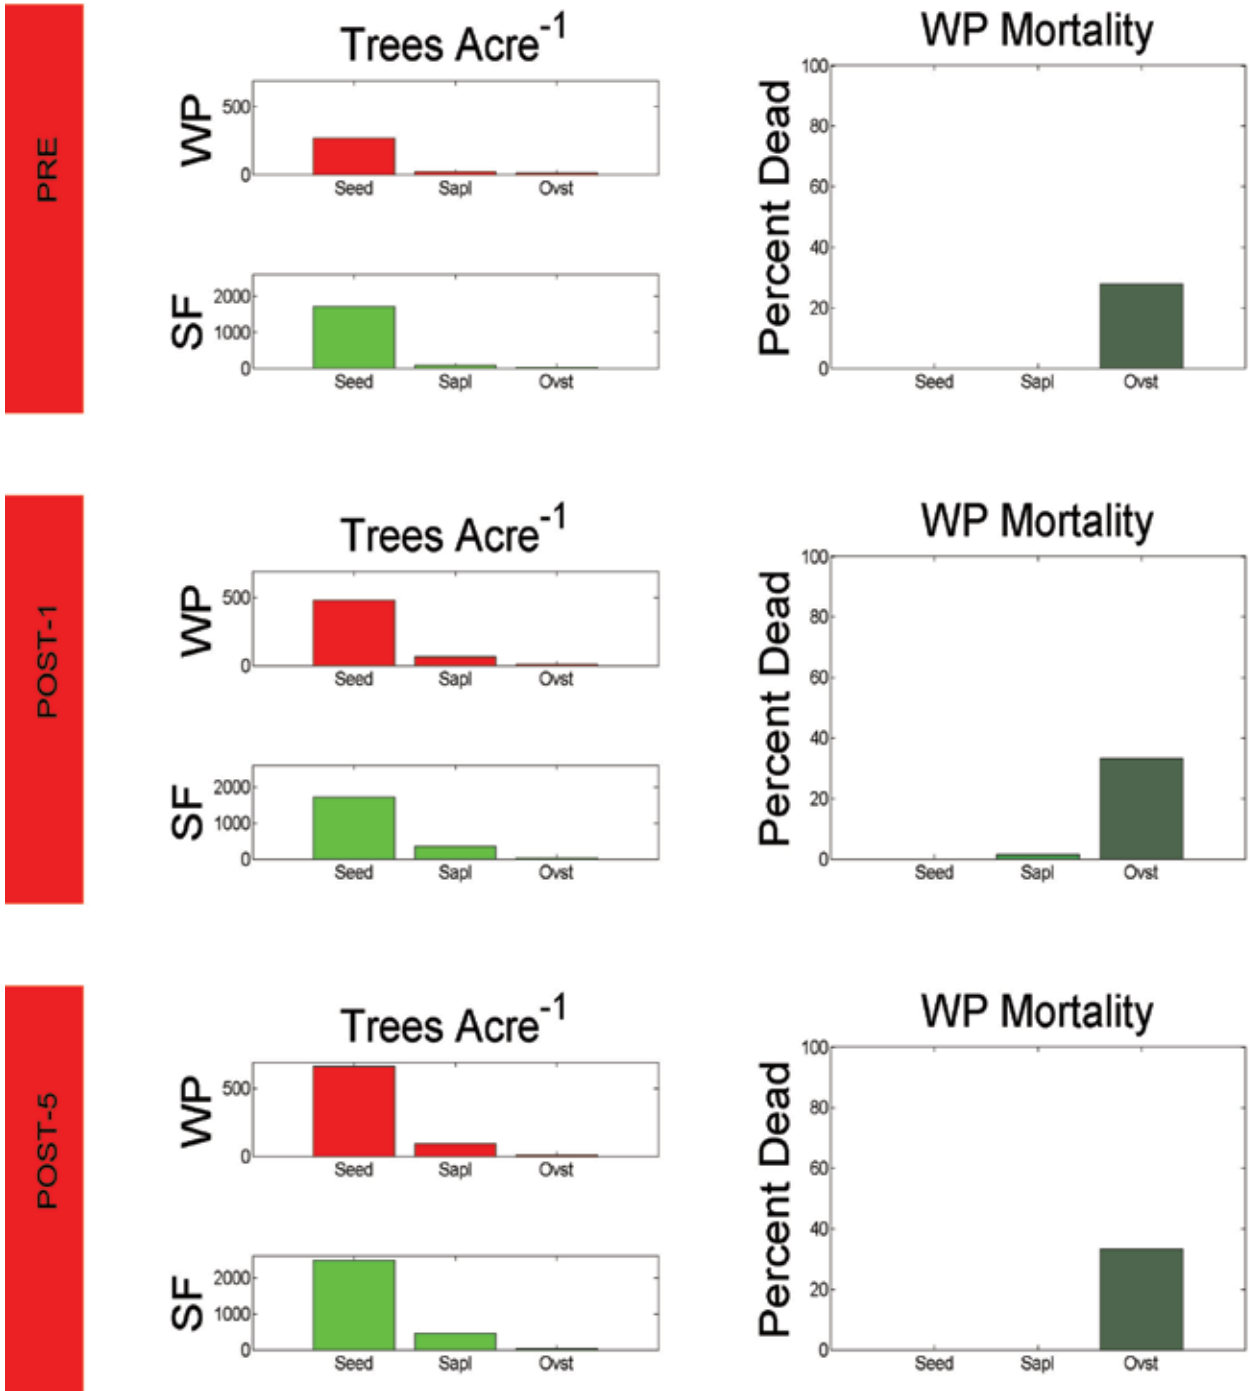 PRE
Trees Acre-1
WP
500
0
Seed Sapl Ovst
SF
2000
1000
0
Seed Sapl Ovst
WP Mortality
Percent Dead
100
80
60
40
20
0
Seed Sapl Ovst
POST-1
Trees Acre-1
WP
500
0
Seed Sapl Ovst
SF
2000
1000
0
Seed Sapl Ovst
WP Mortality
Percent Dead
100
80
60
40
20
0
Seed Sapl Ovst
POST-5
Trees Acre-1
WP
500
0
Seed Sapl Ovst
SF
2000
1000
0
Seed Sapl Ovst
WP Mortality
Percent Dead
100
80
60
40
20
0
Seed Sapl Ovst